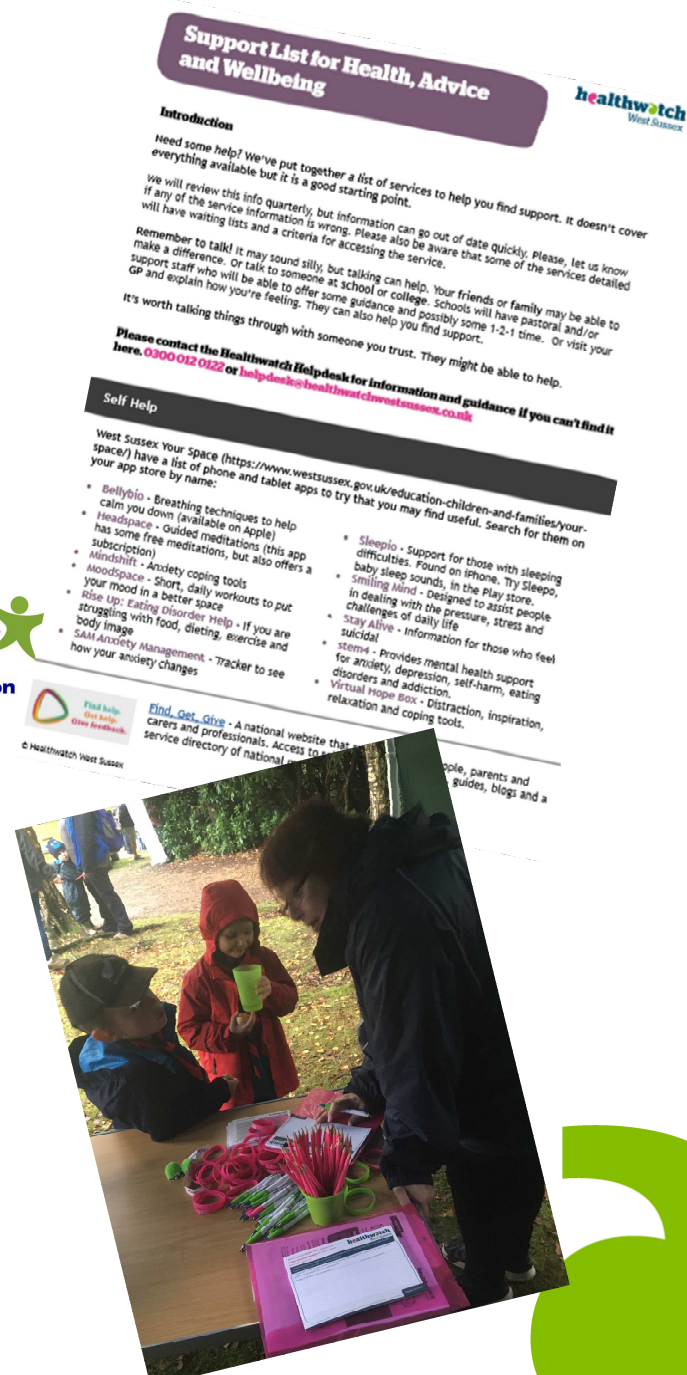 Support List for Health, Advice
and Wellbeing
healthwatch
West Sussex
Introduction
Need some help? We've put together a list of services to help you find support. It doesn't cover
everything available but it is a good starting point.
We will review this info quarterly, but information can go out of date quickly. Please, let us know
if any of the service information is wrong. Please also be aware that some of the services detailed
will have waiting lists and a criteria for accessing the service.
Remember to talk! It may sound silly, but talking can help. Your friends or family may be able to
make a difference. Or talk to someone at school or college. Schools will have pastoral and/or
support staff who will be able to offer some guidance and possibly some 1-2-1 time. Or visit your
GP and explain how you're feeling. They can also help you find support.
It's worth talking things through with someone you trust. They might be able to help.
Please contact the Healthwatch Helpdesk for information and guidance if you can't find it
here. 0300 012 0122 or helpdesk@healthwatchwestsussex.co.uk
Self Help
West Sussex Your Space (https://www.westsussex.gov.uk/education-children-and-families/your-
space/) have a list of phone and tablet apps to try that you may find useful. Search for them on
your app store by name:
• Bellybio - Breathing techniques to help
calm you down (available on Apple)
• Headspace - Guided meditations (this app
has some free meditations, but also offers a
subscription)
• Mindshift - Anxiety coping tools
• MoodSpace - Short, daily workouts to put
your mood in a better space
• Rise Up: Eating Disorder Help - If you are
struggling with food, dieting, exercise and
body image
• SAM Anxiety Management - Tracker to see
how your anxiety changes
• Sleepio - Support for those with sleeping
difficulties. Found on iPhone. Try Sleepo,
baby sleep sounds, in the Play store.
• Smiling Mind - Designed to assist people
in dealing with the pressure, stress and
challenges of daily life
• Stay Alive - Information for those who feel
suicidal
• stem4 - Provides mental health support
for anxiety, depression, self-harm, eating
disorders and addiction.
• Virtual Hope Box - Distraction, inspiration,
relaxation and coping tools.
on
Find help.
Get help.
Give feedback.
Find, Get, Give - A national website that
ople, parents and
carers and professionals. Access to
guides, blogs and a
service directory of national
© Healthwatch West Sussex
healthwatch